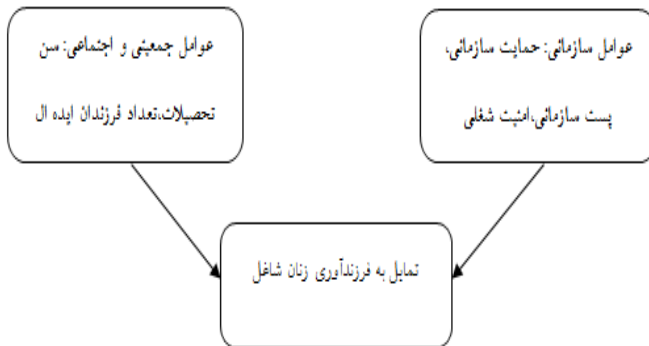 عوامل سازمانی: حمایت سازمانی،
پست سازمانی،امنیت شغلی
عوامل جمعیتی و اجتماعی: سن
تحصیلات،تعداد فرزندان ایده ال
تمایل به فرزندآوری زنان شاغل